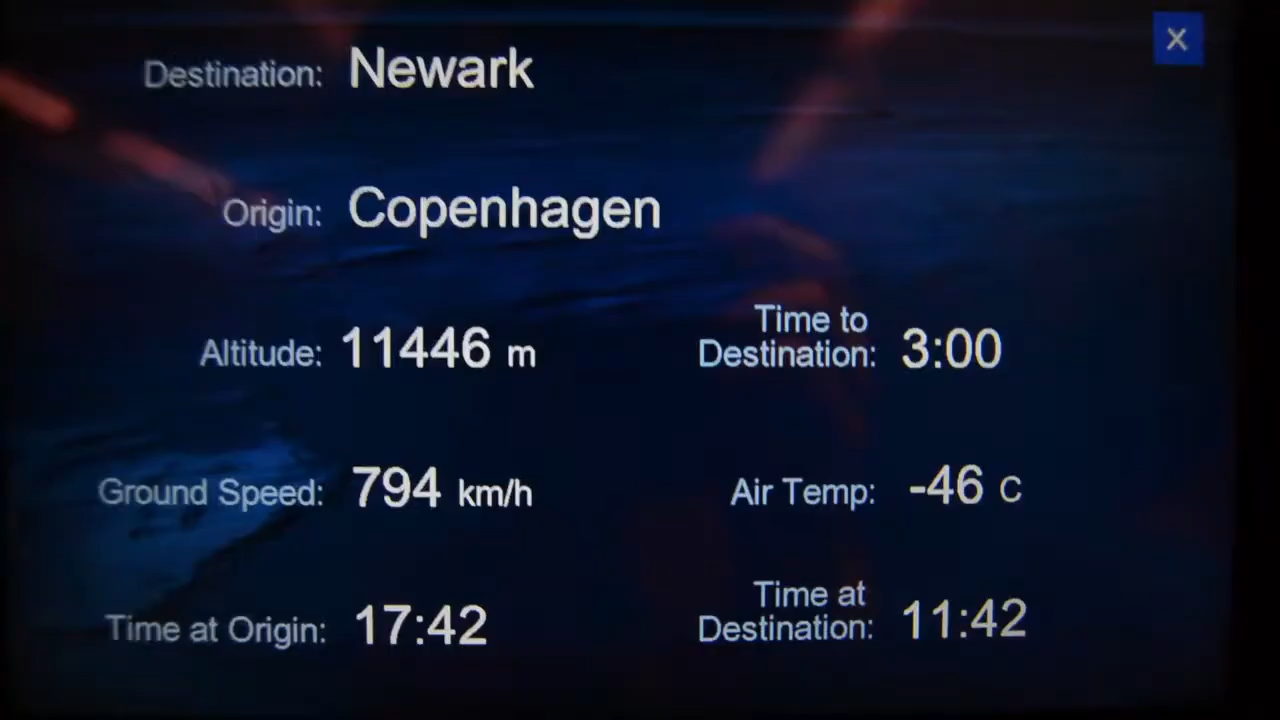 X
Destination: Newark
Origin: Copenhagen
Altitude: 11446 m
Time to
Destination: 3:00
Ground Speed: 794 km/h
Air Temp: -46 C
Time at Origin: 17:42
Time at
Destination: 11:42